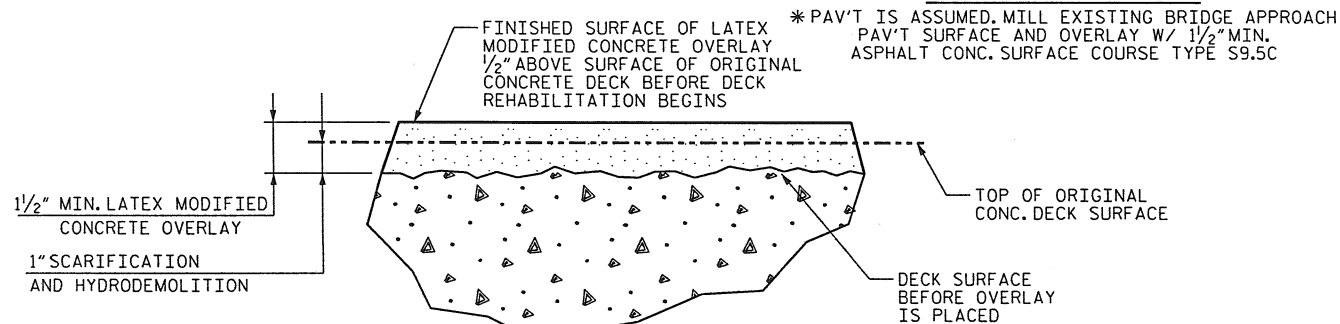 * PAV'T IS ASSUMED. MILL EXISTING BRIDGE APPROACH
PAV'T SURFACE AND OVERLAY W/ 1½" MIN.
ASPHALT CONC. SURFACE COURSE TYPE S9.5C
FINISHED SURFACE OF LATEX
MODIFIED CONCRETE OVERLAY
½" ABOVE SURFACE OF ORIGINAL
CONCRETE DECK BEFORE DECK
REHABILITATION BEGINS
1½" MIN. LATEX MODIFIED
CONCRETE OVERLAY
1" SCARIFICATION
AND HYDRODEMOLITION
TOP OF ORIGINAL
CONC. DECK SURFACE
DECK SURFACE
BEFORE OVERLAY
IS PLACED